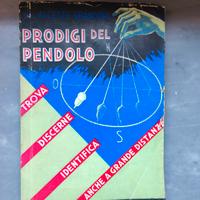 PRODIGI DEL
PENDOLO
O
S
TROVA
DISCERNE
IDENTIFICA
ANCHE A GRANDE DISTANZA